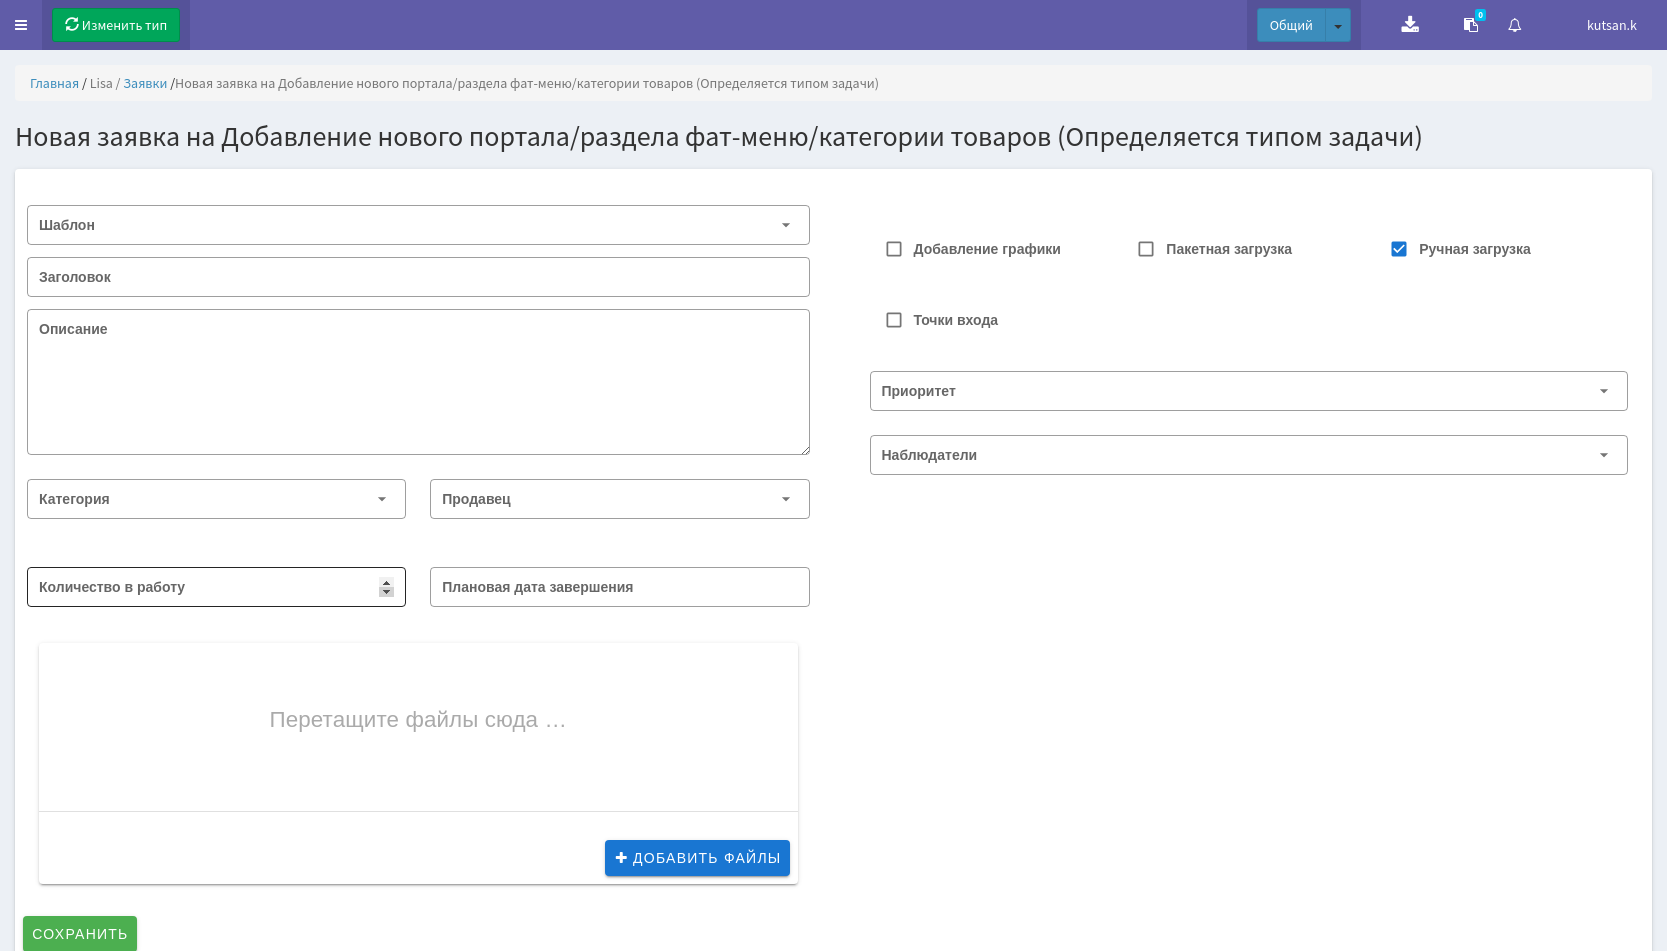 Изменить тип
Общий
0
kutsan.k
Главная / Lisa / Заявки /Новая заявка на Добавление нового портала/раздела фат-меню/категории товаров (Определяется типом задачи)
Новая заявка на Добавление нового портала/раздела фат-меню/категории товаров (Определяется типом задачи)
Шаблон
Заголовок
Описание
Категория
Продавец
Количество в работу
Плановая дата завершения
Перетащите файлы сюда …
ДОБАВИТЬ ФАЙЛЫ
СОХРАНИТЬ
Добавление графики
Пакетная загрузка
Ручная загрузка
Точки входа
Приоритет
Наблюдатели